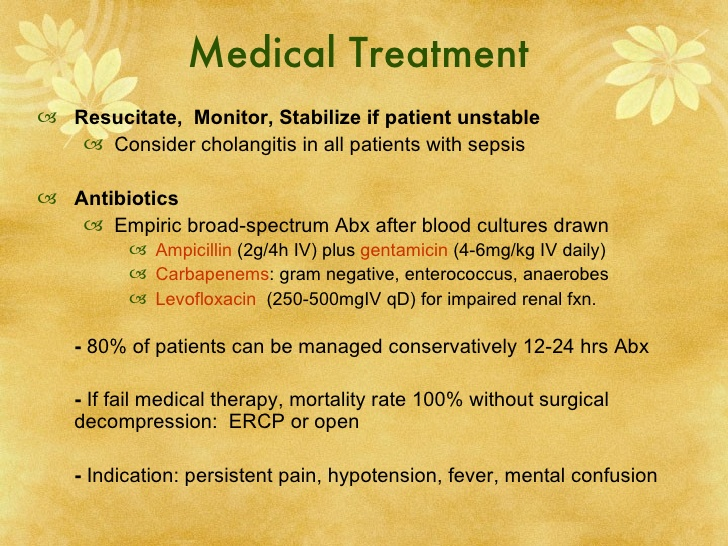 Medical Treatment
Resucitate, Monitor, Stabilize if patient unstable
Consider cholangitis in all patients with sepsis
Antibiotics
Empiric broad-spectrum Abx after blood cultures drawn
Ampicillin (2g/4h IV) plus gentamicin (4-6mg/kg IV daily)
Carbapenems: gram negative, enterococcus, anaerobes
Levofloxacin (250-500mgIV qD) for impaired renal fxn.
- 80% of patients can be managed conservatively 12-24 hrs Abx
- If fail medical therapy, mortality rate 100% without surgical
decompression: ERCP or open
- Indication: persistent pain, hypotension, fever, mental confusion